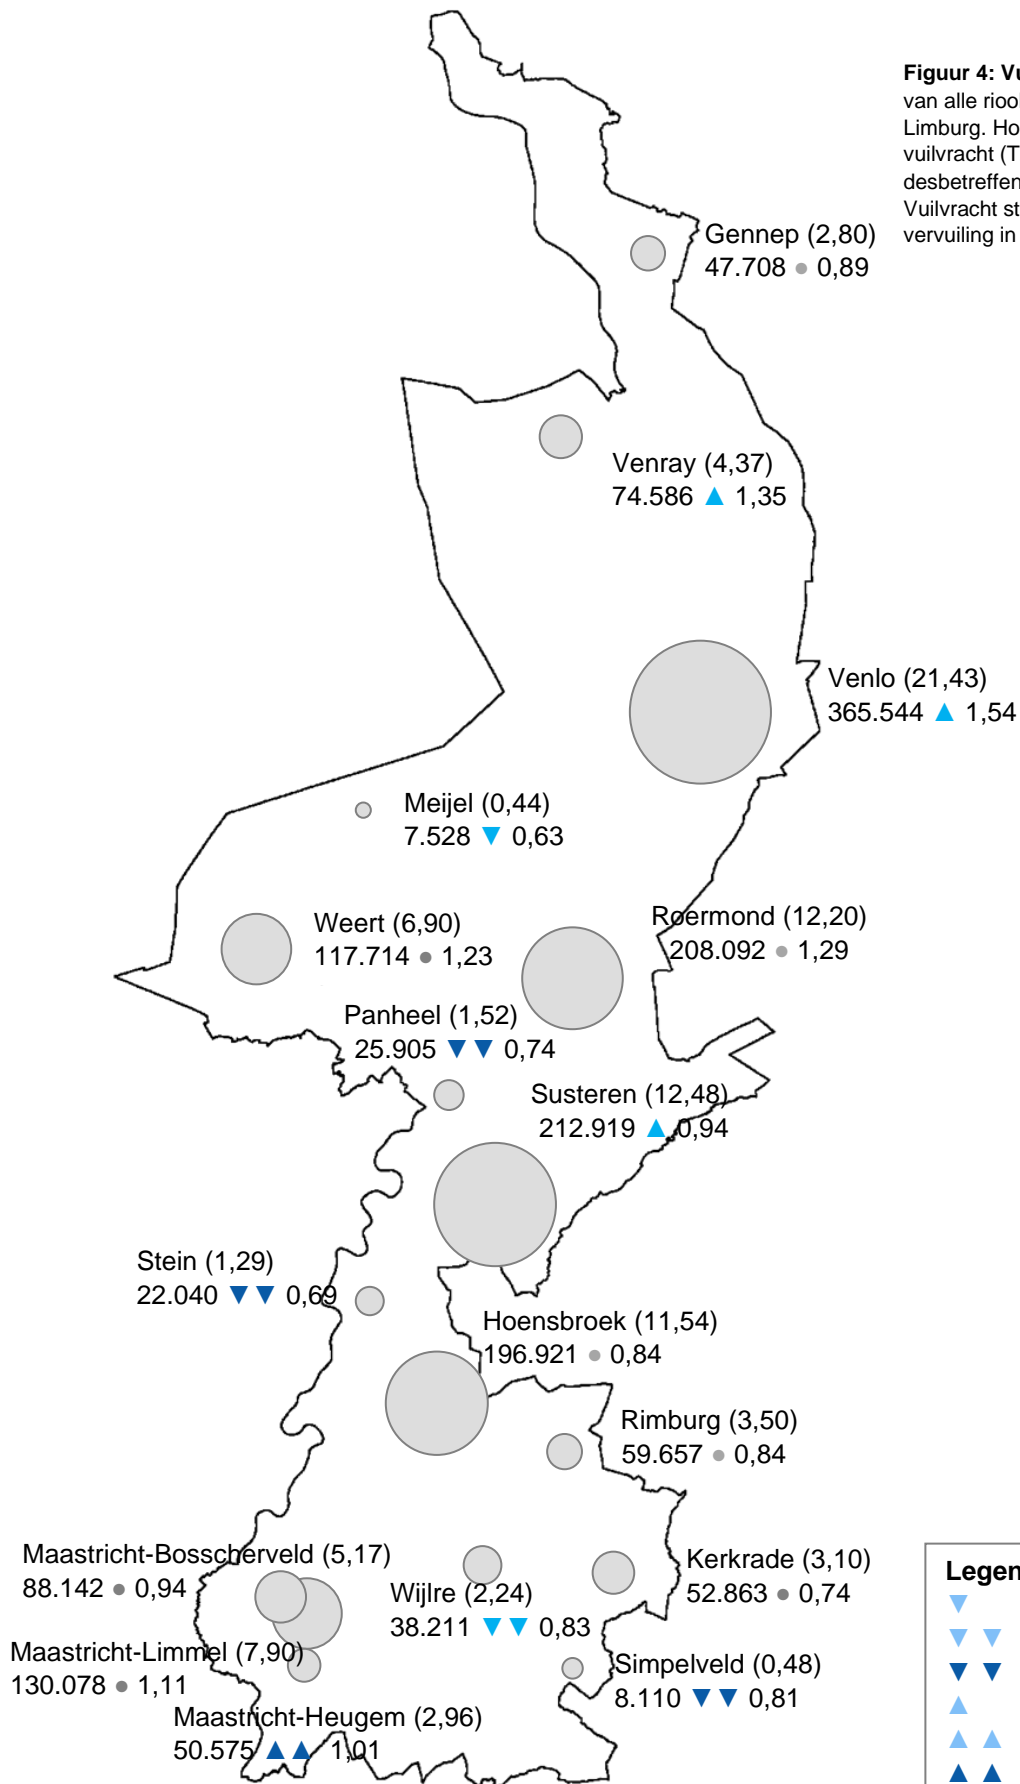 Figuur 4: Vu
van alle riool
Limburg. Ho
vuilvracht (T
desbetreffen
Vuilvracht st
vervuiling in
Gennep (2,80)
47.708 ● 0,89
Venray (4,37)
74.586 ▲ 1,35
Venlo (21,43)
365.544 ▲ 1,54
Meijel (0,44)
7.528 ▼ 0,63
Weert (6,90)
117.714 ● 1,23
Roermond (12,20)
208.092 ● 1,29
Panheel (1,52)
25.905 ▼ ▼ 0,74
Susteren (12,48)
212.919 ▲ 0,94
Stein (1,29)
22.040 ▼ ▼ 0,69
Hoensbroek (11,54)
196.921 ● 0,84
Rimburg (3,50)
59.657 ● 0,84
Maastricht-Bosscherveld (5,17)
88.142 ● 0,94
Wijlre (2,24)
38.211 ▼ ▼ 0,83
Kerkrade (3,10)
52.863 ● 0,74
Maastricht-Limmel (7,90)
130.078 ● 1,11
Simpelveld (0,48)
8.110 ▼ ▼ 0,81
Maastricht-Heugem (2,96)
50.575 ▲ ▲ 1,01
Legen